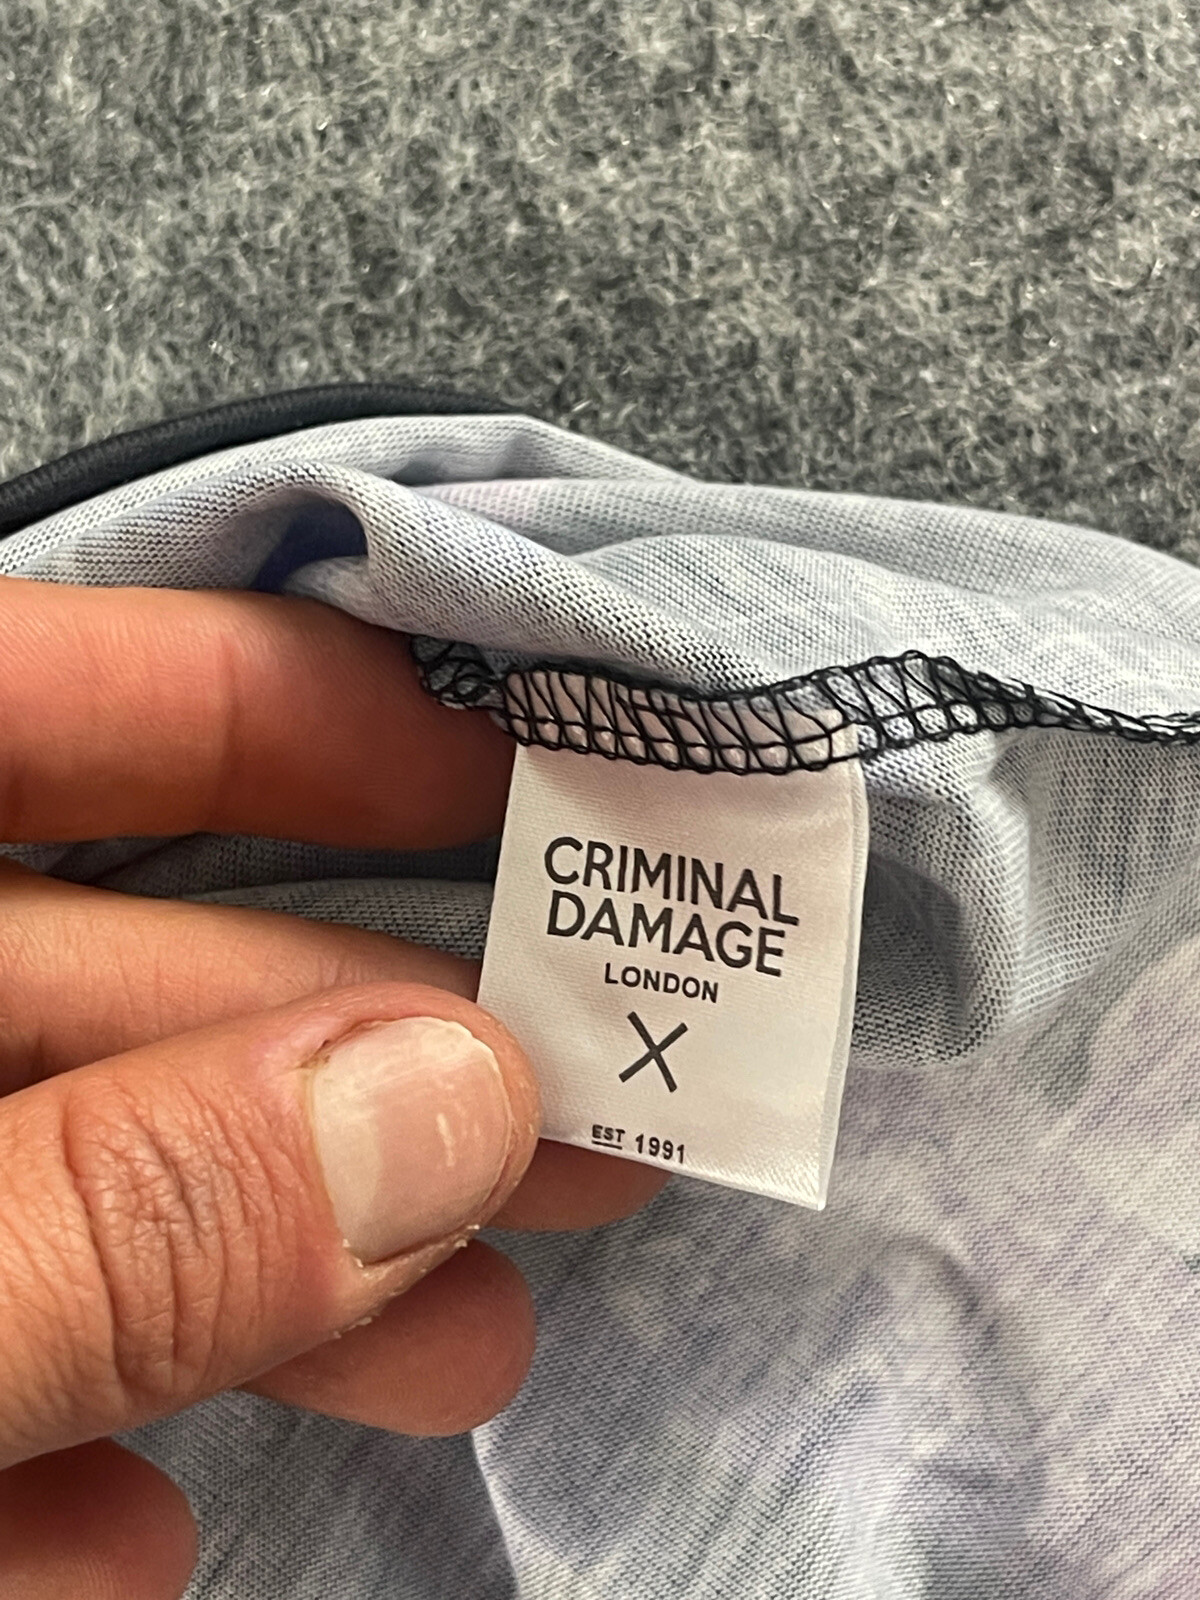 CRIMINAL
DAMAGE
LONDON
X
EST 1991